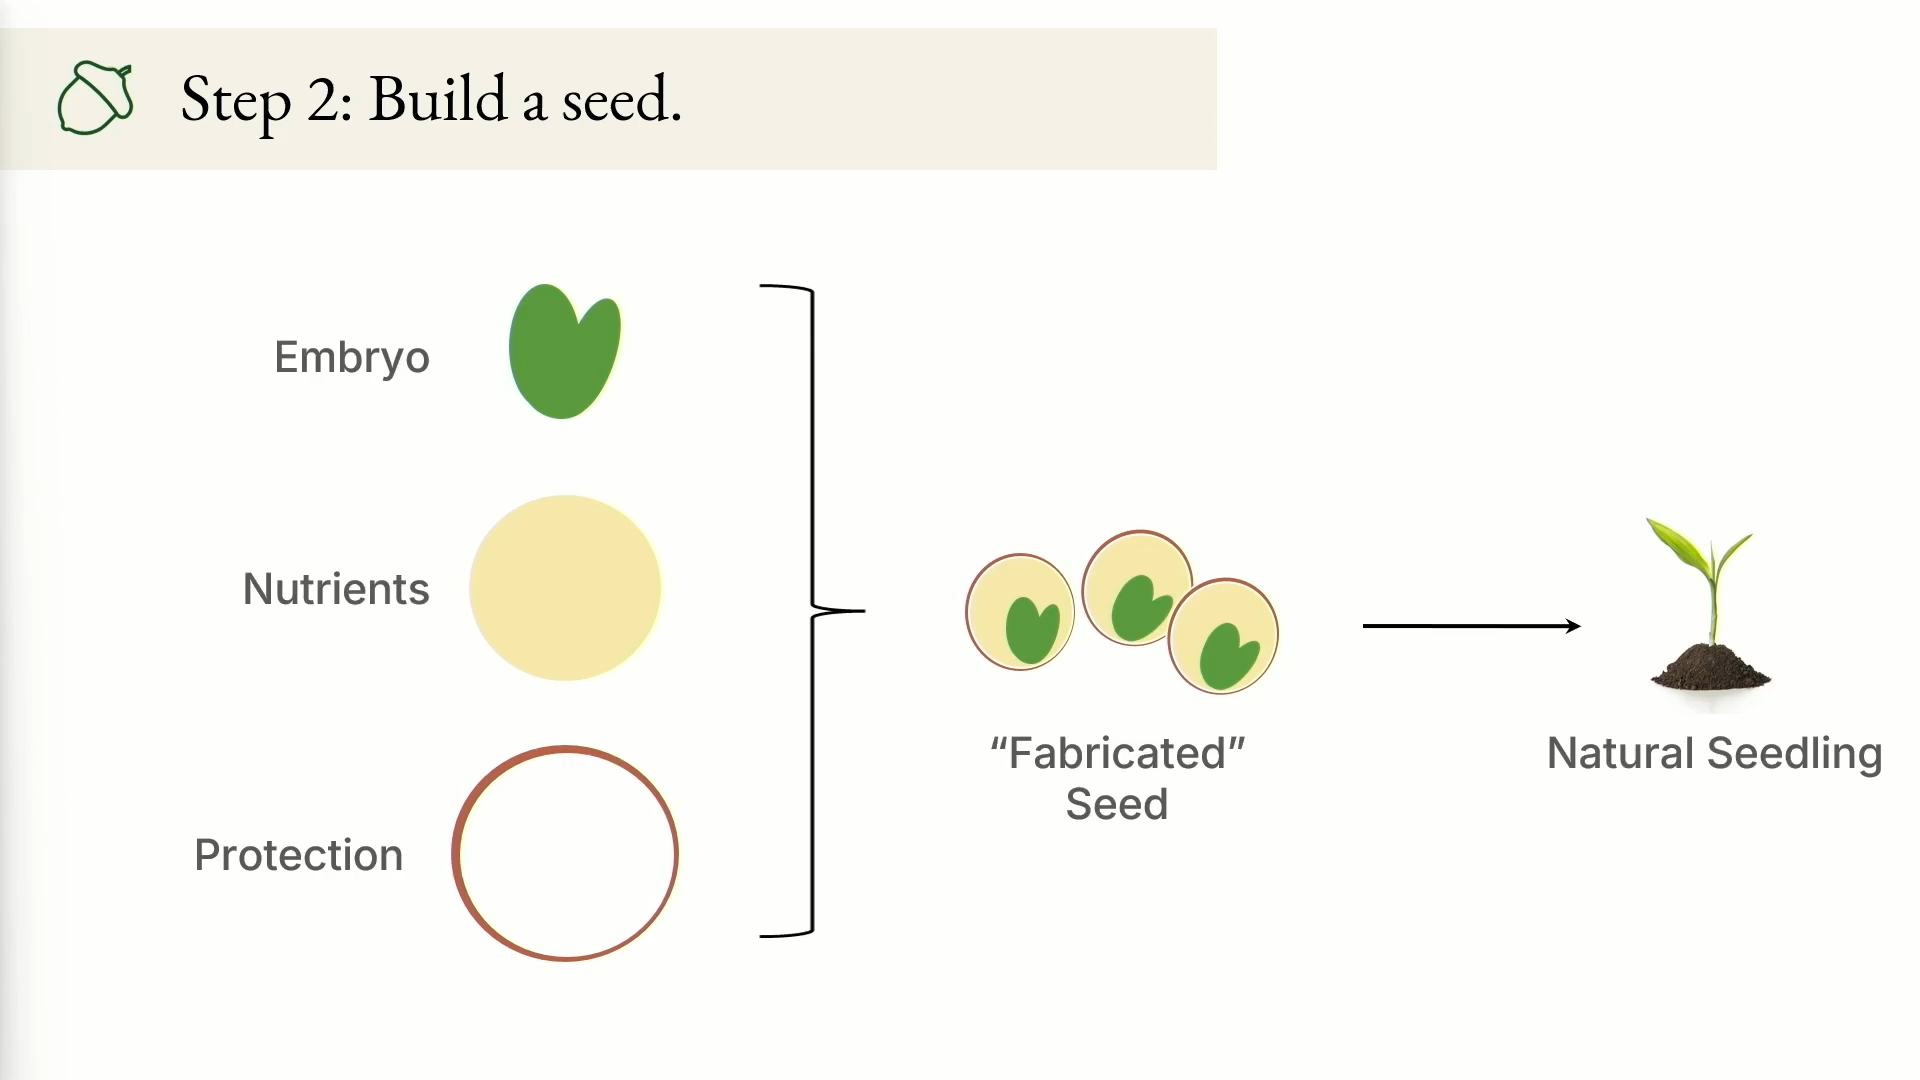 Step 2: Build a seed.
Embryo
Nutrients
Protection
“Fabricated”
Seed
Natural Seedling